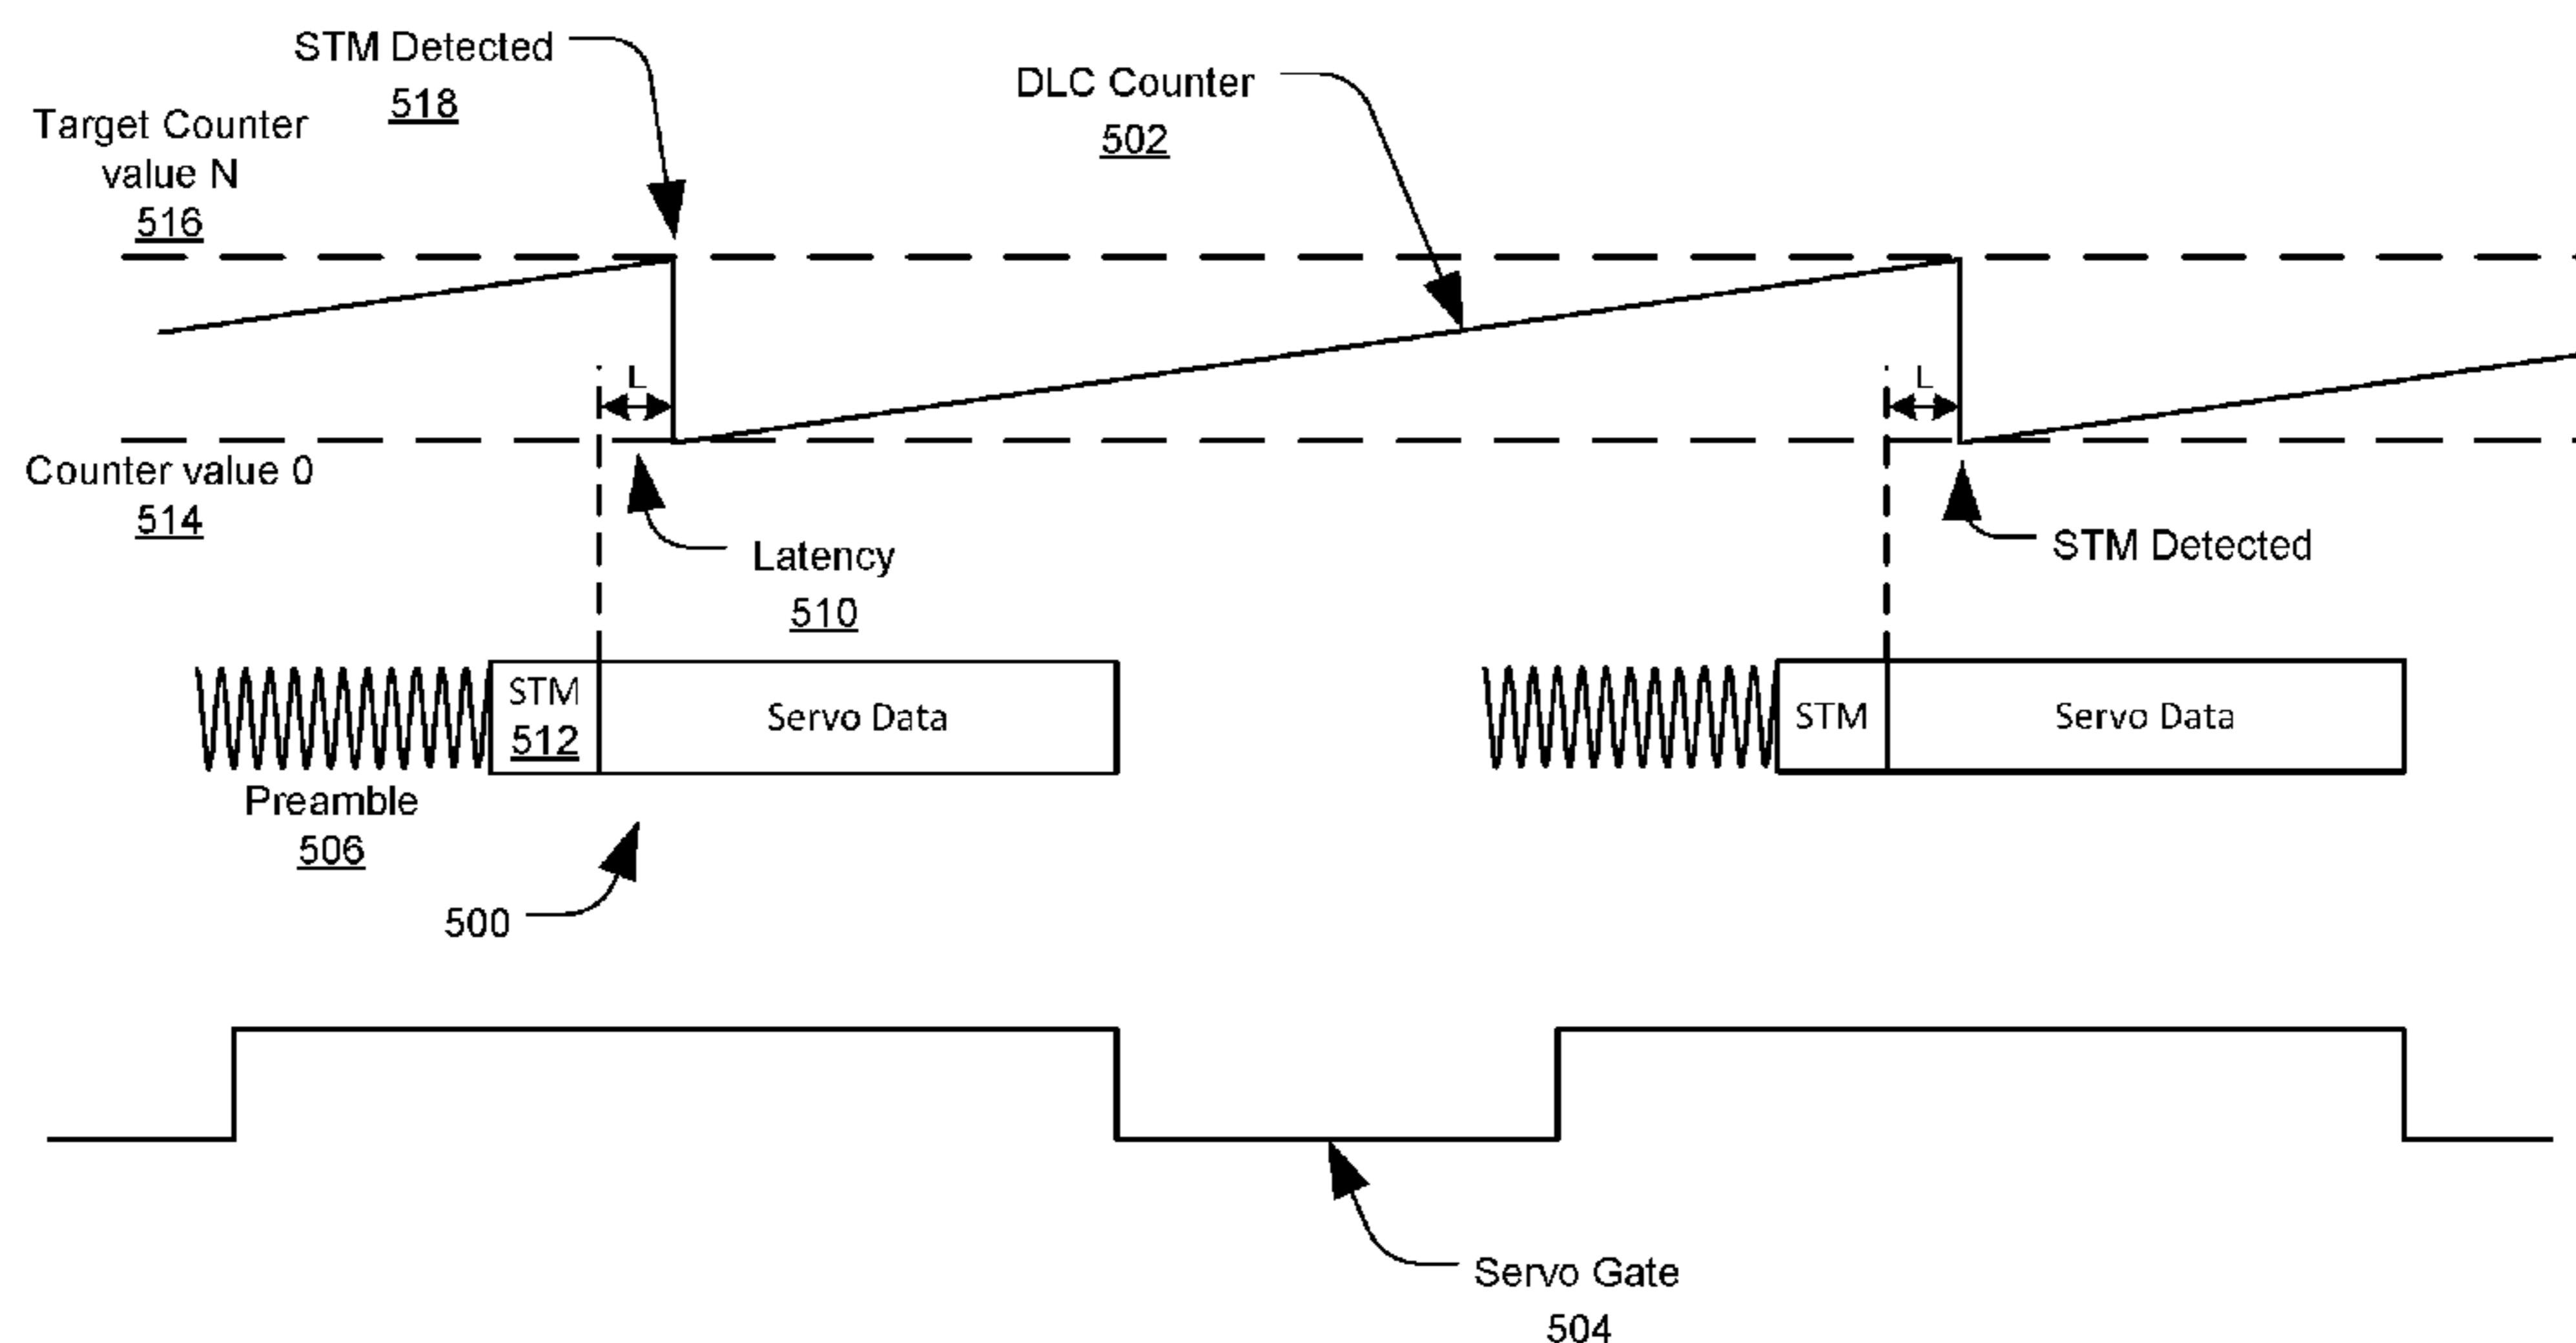 STM Detected
518
DLC Counter
502
Target Counter
value N
516
L
L
Counter value 0
514
Latency
510
STM Detected
STM
512
Servo Data
STM
Servo Data
Preamble
506
500
Servo Gate
504